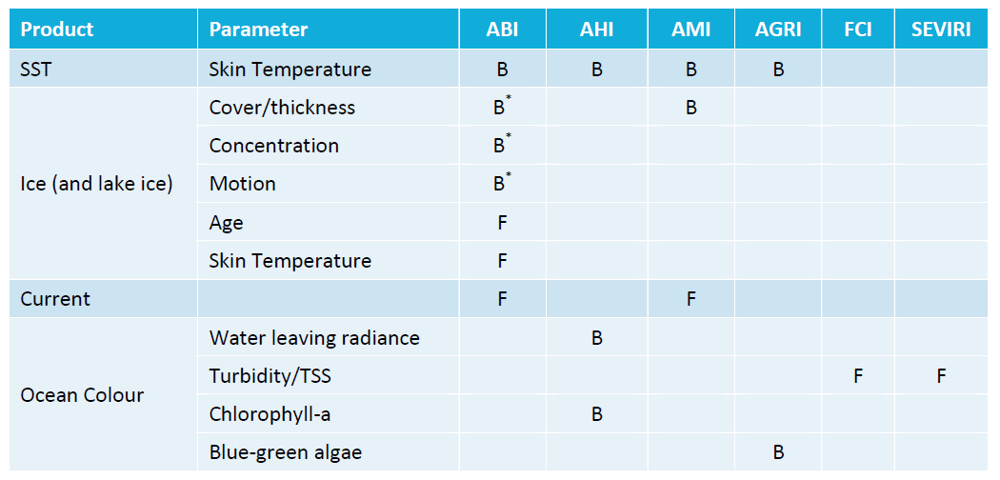 Product Parameter ABI AHI AMI AGRI FCI SEVIRI
SST Skin Temperature B B B B
Ice (and lake ice)
Cover/thickness B* B
Concentration B*
Motion B*
Age F
Skin Temperature F
Current F F
Ocean Colour
Water leaving radiance B
Turbidity/TSS F F
Chlorophyll-a B
Blue-green algae B